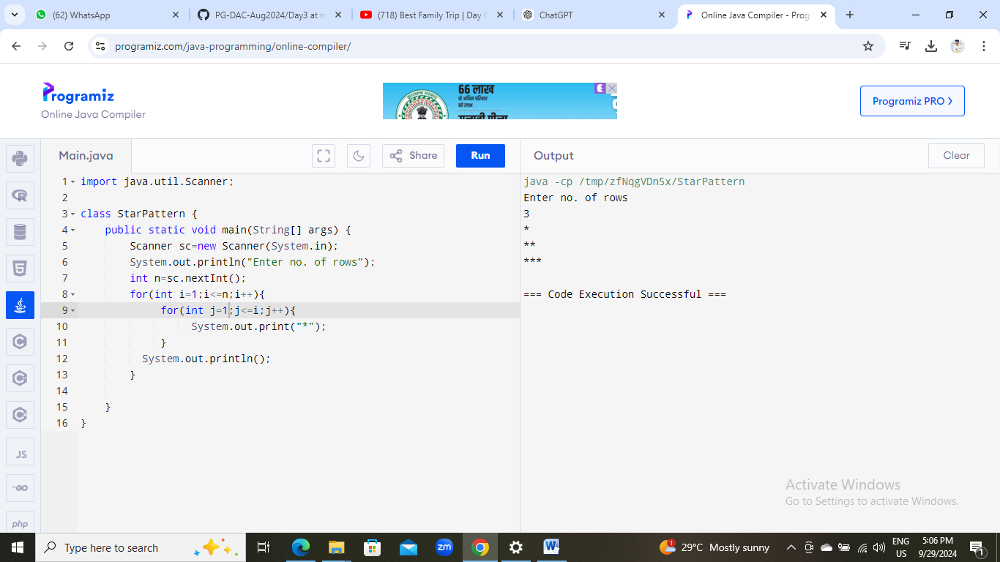 (62) WhatsApp
PG-DAC-Aug2024/Day3 at m
(718) Best Family Trip | Day
ChatGPT
Online Java Compiler - Prog
programiz.com/java-programming/online-compiler/
Programiz
Online Java Compiler
66 लाख
से अधिक परिवार
को लाभ
Programiz PRO >
Main.java
Share
Run
Output
Clear
1 import java.util.Scanner;
2
3 class StarPattern {
4 public static void main(String[] args) {
5 Scanner sc=new Scanner(System.in);
6 System.out.println("Enter no. of rows");
7 int n=sc.nextInt();
8 for(int i=1;i<=n;i++){
9 for(int j=1;j<=i;j++){
10 System.out.print("*");
11 }
12 System.out.println();
13 }
14
15 }
16 }
java -cp /tmp/zfNqgVDn5x/StarPattern
Enter no. of rows
3
*
**
***
=== Code Execution Successful ===
JS
GO
php
Activate Windows
Go to Settings to activate Windows.
Type here to search
zm
W
1
29°C Mostly sunny
ENG
US
5:06 PM
9/29/2024
1